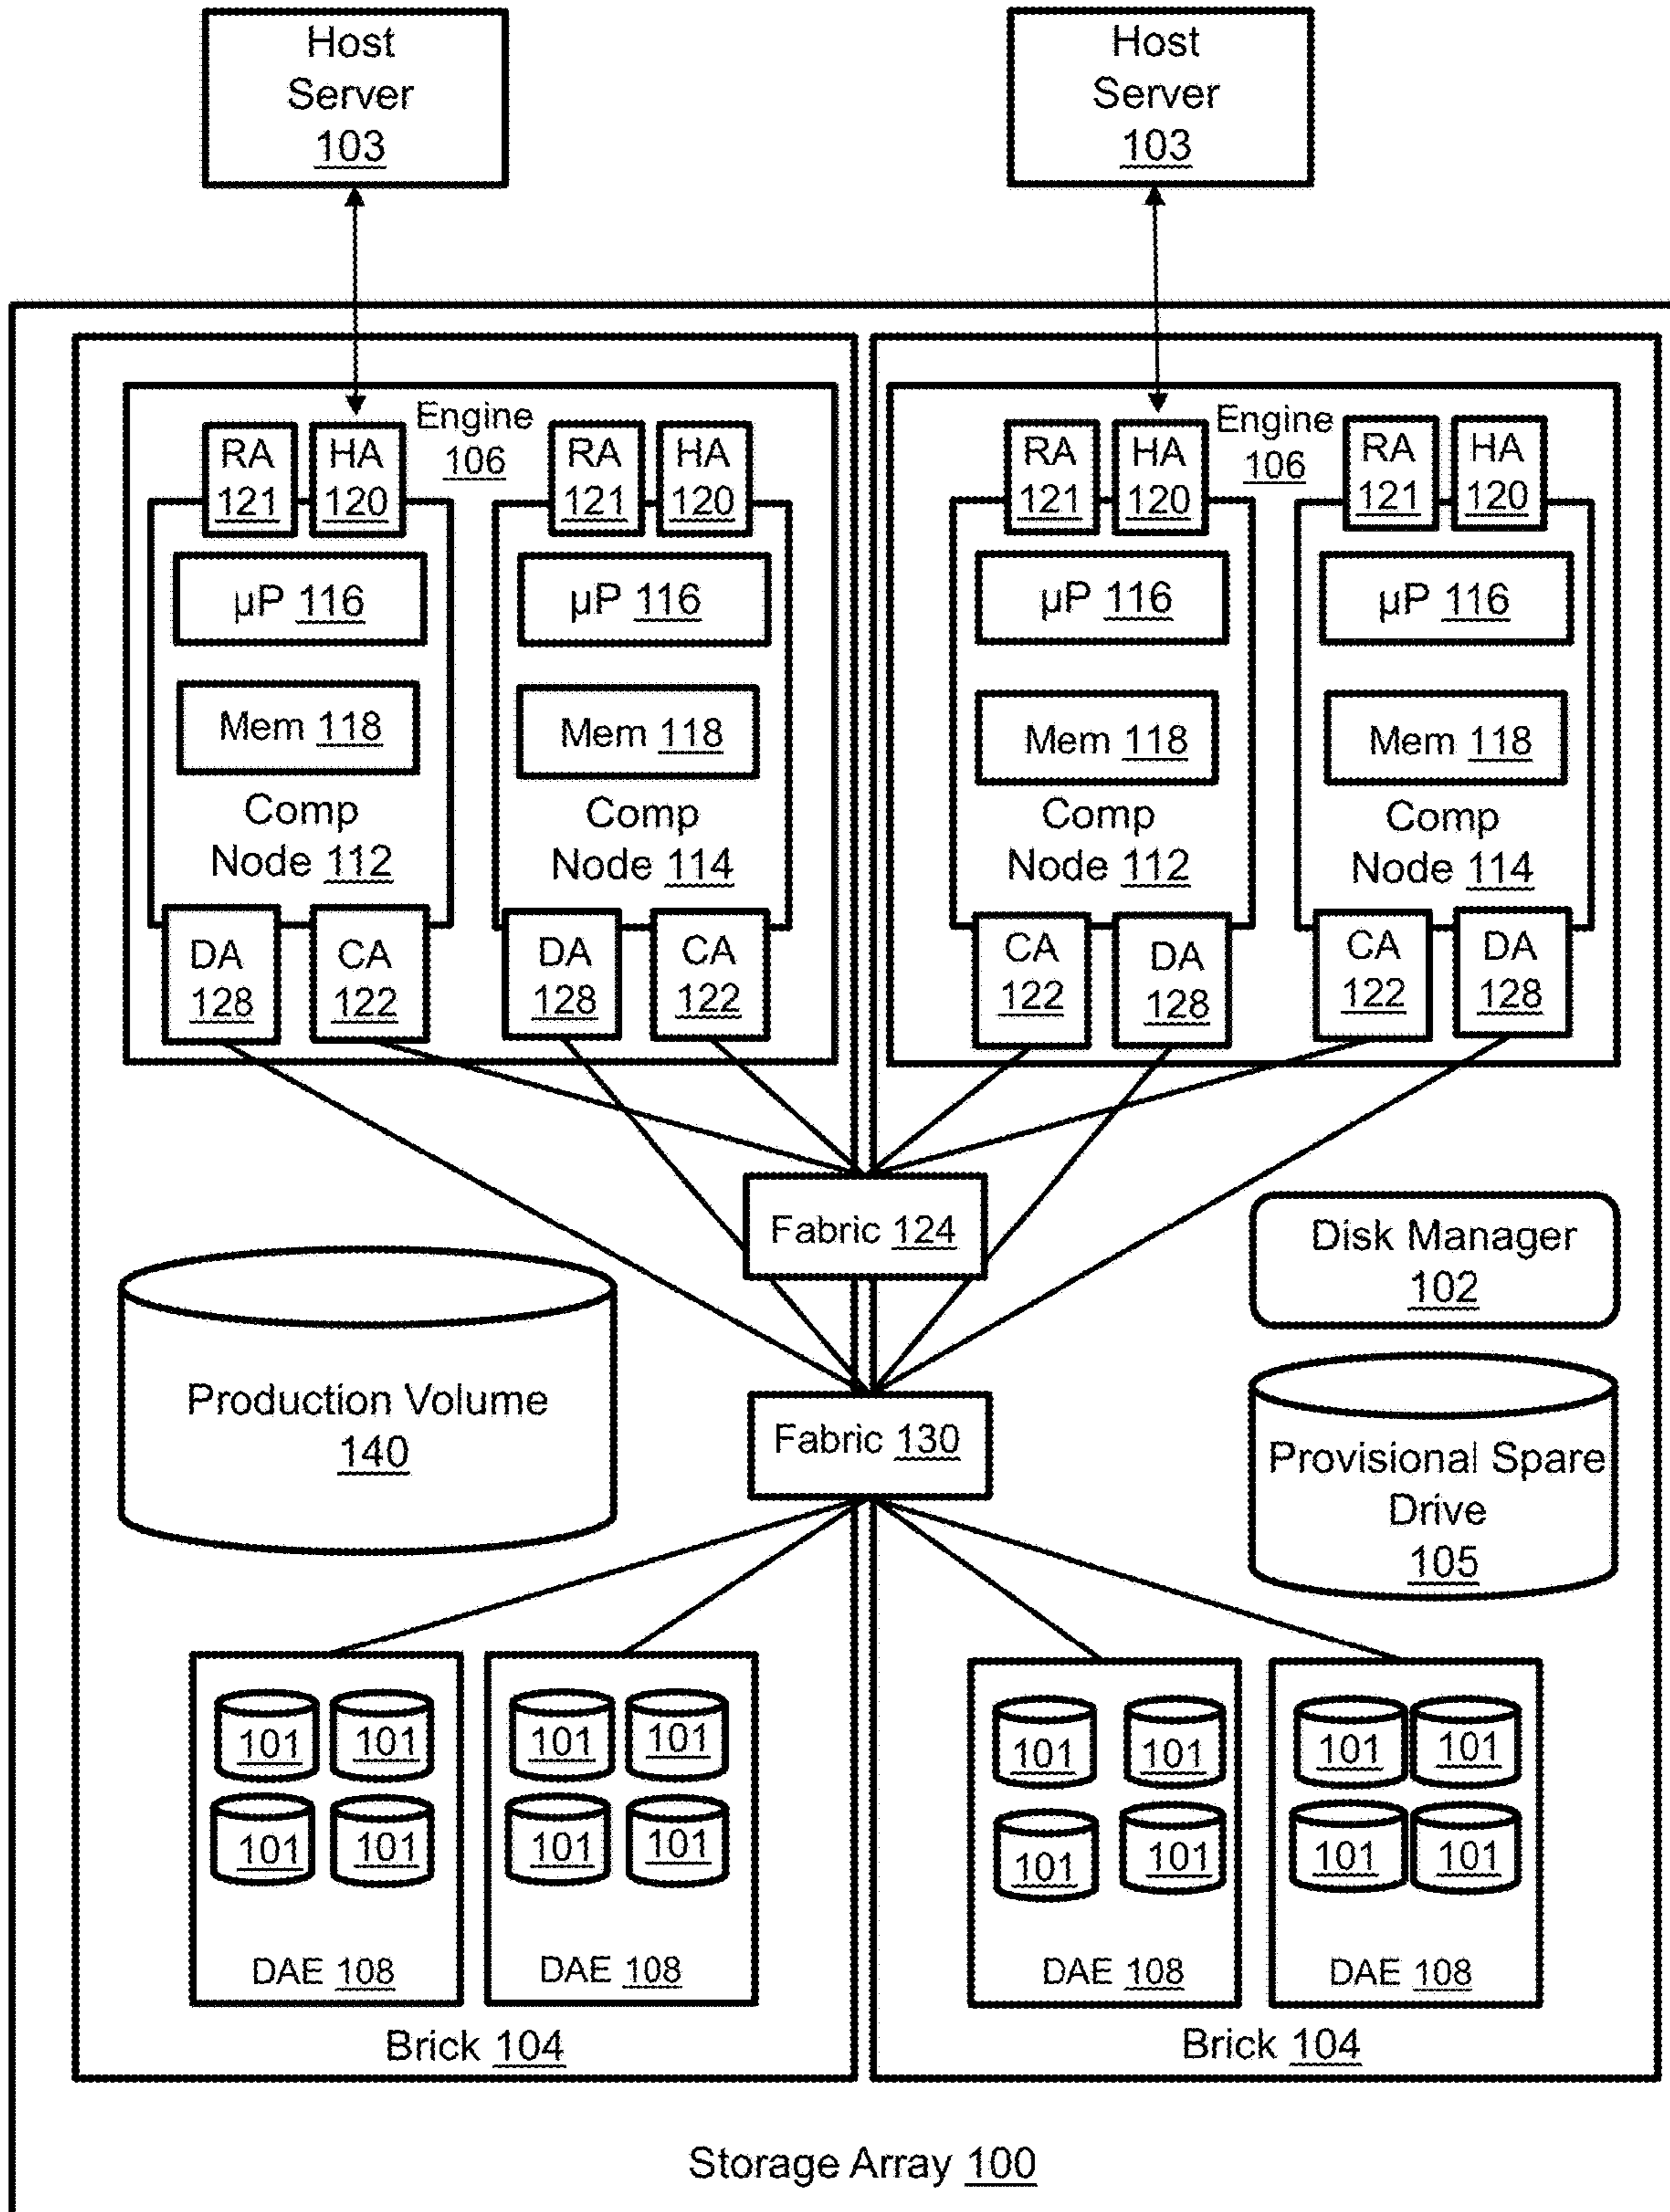 Host
Server
103
Host
Server
103
Engine
106
RA
121
HA
120
RA
121
HA
120
µP 116
µP 116
Mem 118
Mem 118
Comp
Node 112
Comp
Node 114
DA
128
CA
122
DA
128
CA
122
Engine
106
RA
121
HA
120
RA
121
HA
120
µP 116
µP 116
Mem 118
Mem 118
Comp
Node 112
Comp
Node 114
CA
122
DA
128
CA
122
DA
128
Fabric 124
Disk Manager
102
Production Volume
140
Fabric 130
Provisional Spare
Drive
105
101
101
101
101
DAE 108
101
101
101
101
DAE 108
Brick 104
101
101
101
101
DAE 108
101
101
101
101
DAE 108
Brick 104
Storage Array 100